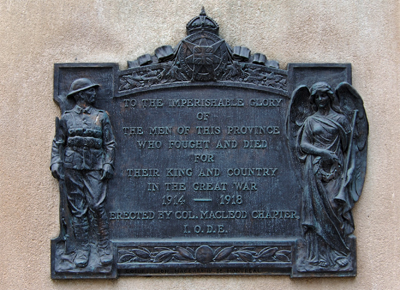 TO THE IMPERISHABLE GLORY
OF
THE MEN OF THIS PROVINCE
WHO FOUGHT AND DIED
FOR
THEIR KING AND COUNTRY
IN THE GREAT WAR
1914 — 1918
ERECTED BY COL. MACLEOD CHAPTER,
I. O. D. E.